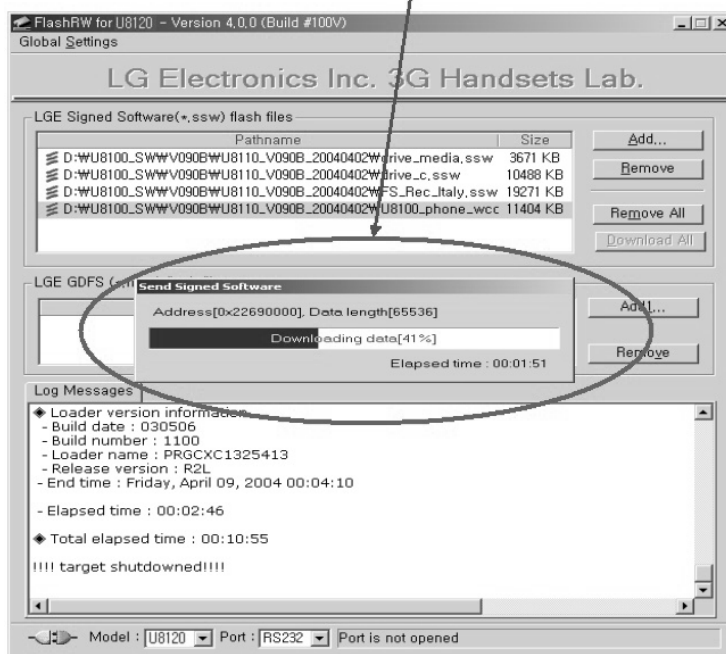 FlashRW for U8120 - Version 4,0,0 (Build #100V)
Global Settings
LG Electronics Inc. 3G Handsets Lab.
LGE Signed Software(*,ssw) flash files
Pathname Size
D:₩U8100_SW₩V090B₩U8110_V090B_20040402₩drive_media,ssw 3671 KB
D:₩U8100_SW₩V090B₩U8110_V090B_20040402₩drive_c,ssw 10488 KB
D:₩U8100_SW₩V090B₩U8110_V090B_20040402₩FS_Rec_Italy,ssw 19271 KB
D:₩U8100_SW₩V090B₩U8110_V090B_20040402₩U8100_phone_wcc 11404 KB
Add...
Remove
Remove All
Download All
LGE GDFS
Send Signed Software
Address[0x22690000], Data length[65536]
Downloading data[41%]
Elapsed time : 00:01:51
Add1...
Remove
Log Messages
◈ Loader version information
- Build date : 030506
- Build number : 1100
- Loader name : PRGCXC1325413
- Release version : R2L
- End time : Friday, April 09, 2004 00:04:10
- Elapsed time : 00:02:46
◈ Total elapsed time : 00:10:55
!!!! target shutdowned!!!!
Model : U8120 Port : RS232 Port is not opened